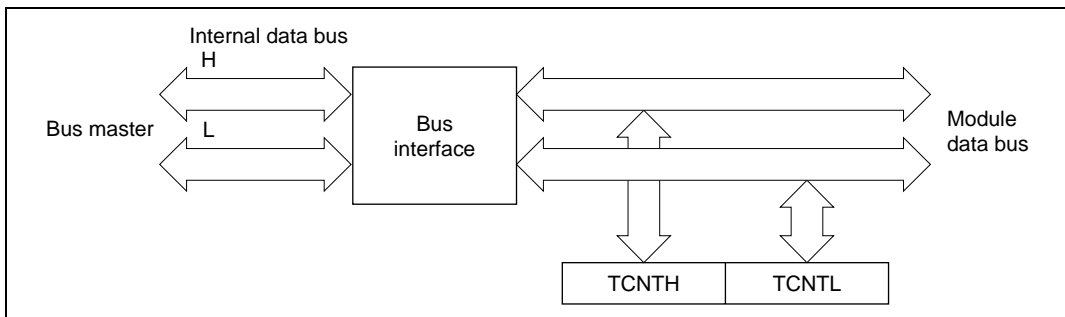 Internal data bus
H
Bus master
L
Bus
interface
Module
data bus
TCNTH
TCNTL